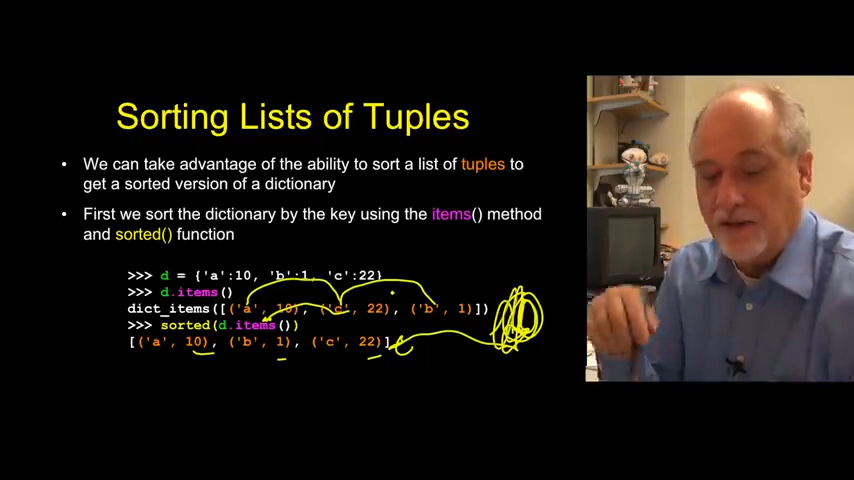 Sorting Lists of Tuples
• We can take advantage of the ability to sort a list of tuples to
get a sorted version of a dictionary
• First we sort the dictionary by the key using the items() method
and sorted() function
>>> d = {'a':10, 'b':1, 'c':22}
>>> d.items()
dict_items([('a', 10), ('c', 22), ('b', 1)])
>>> sorted(d.items())
[('a', 10), ('b', 1), ('c', 22)]